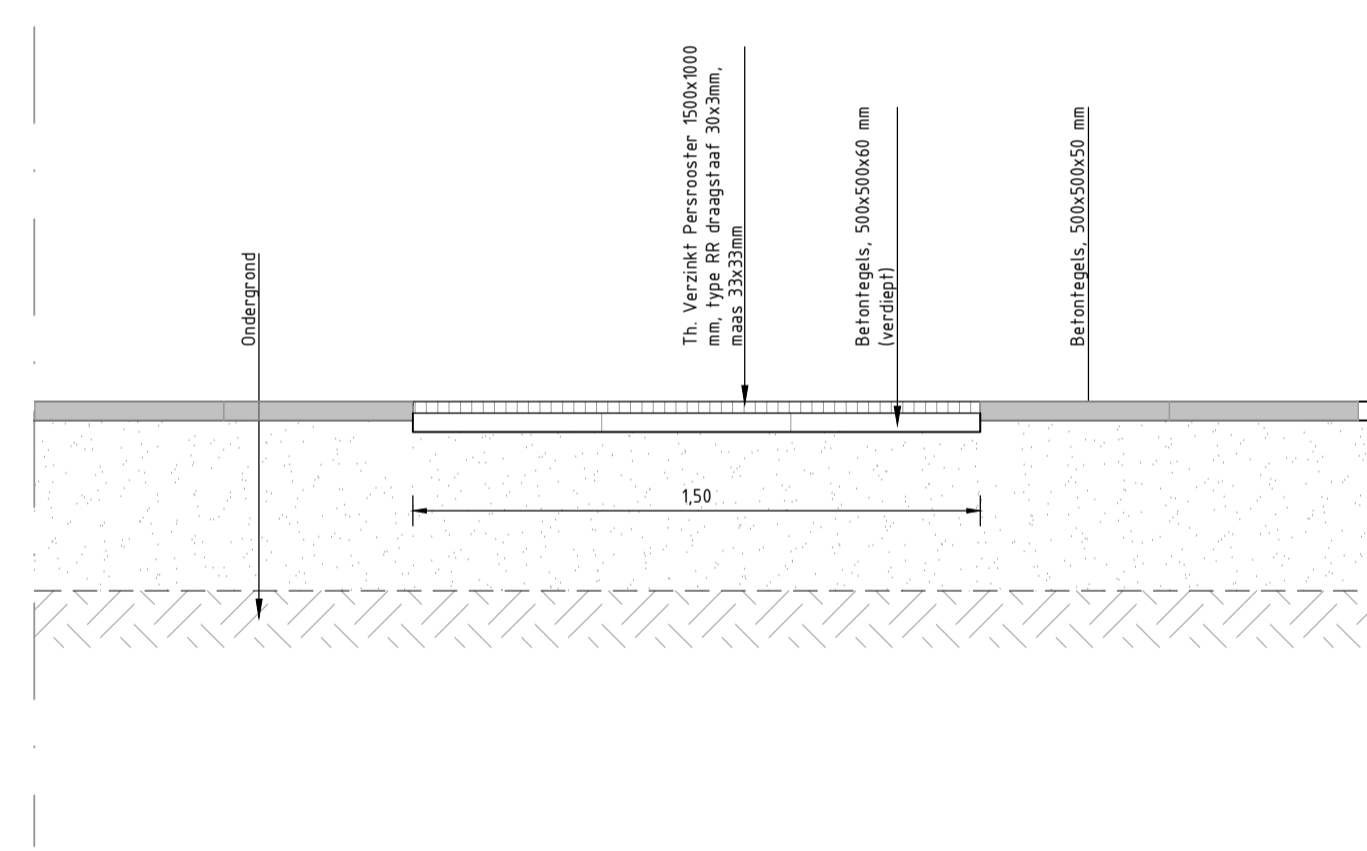 Ondergrond
Th. Verzinkt Persrooster 1500x1000
mm, type RR draagstaaf 30x3mm,
maas 33x33mm
Betontegels, 500x500x60 mm
(verdiept)
Betontegels, 500x500x50 mm
1,50